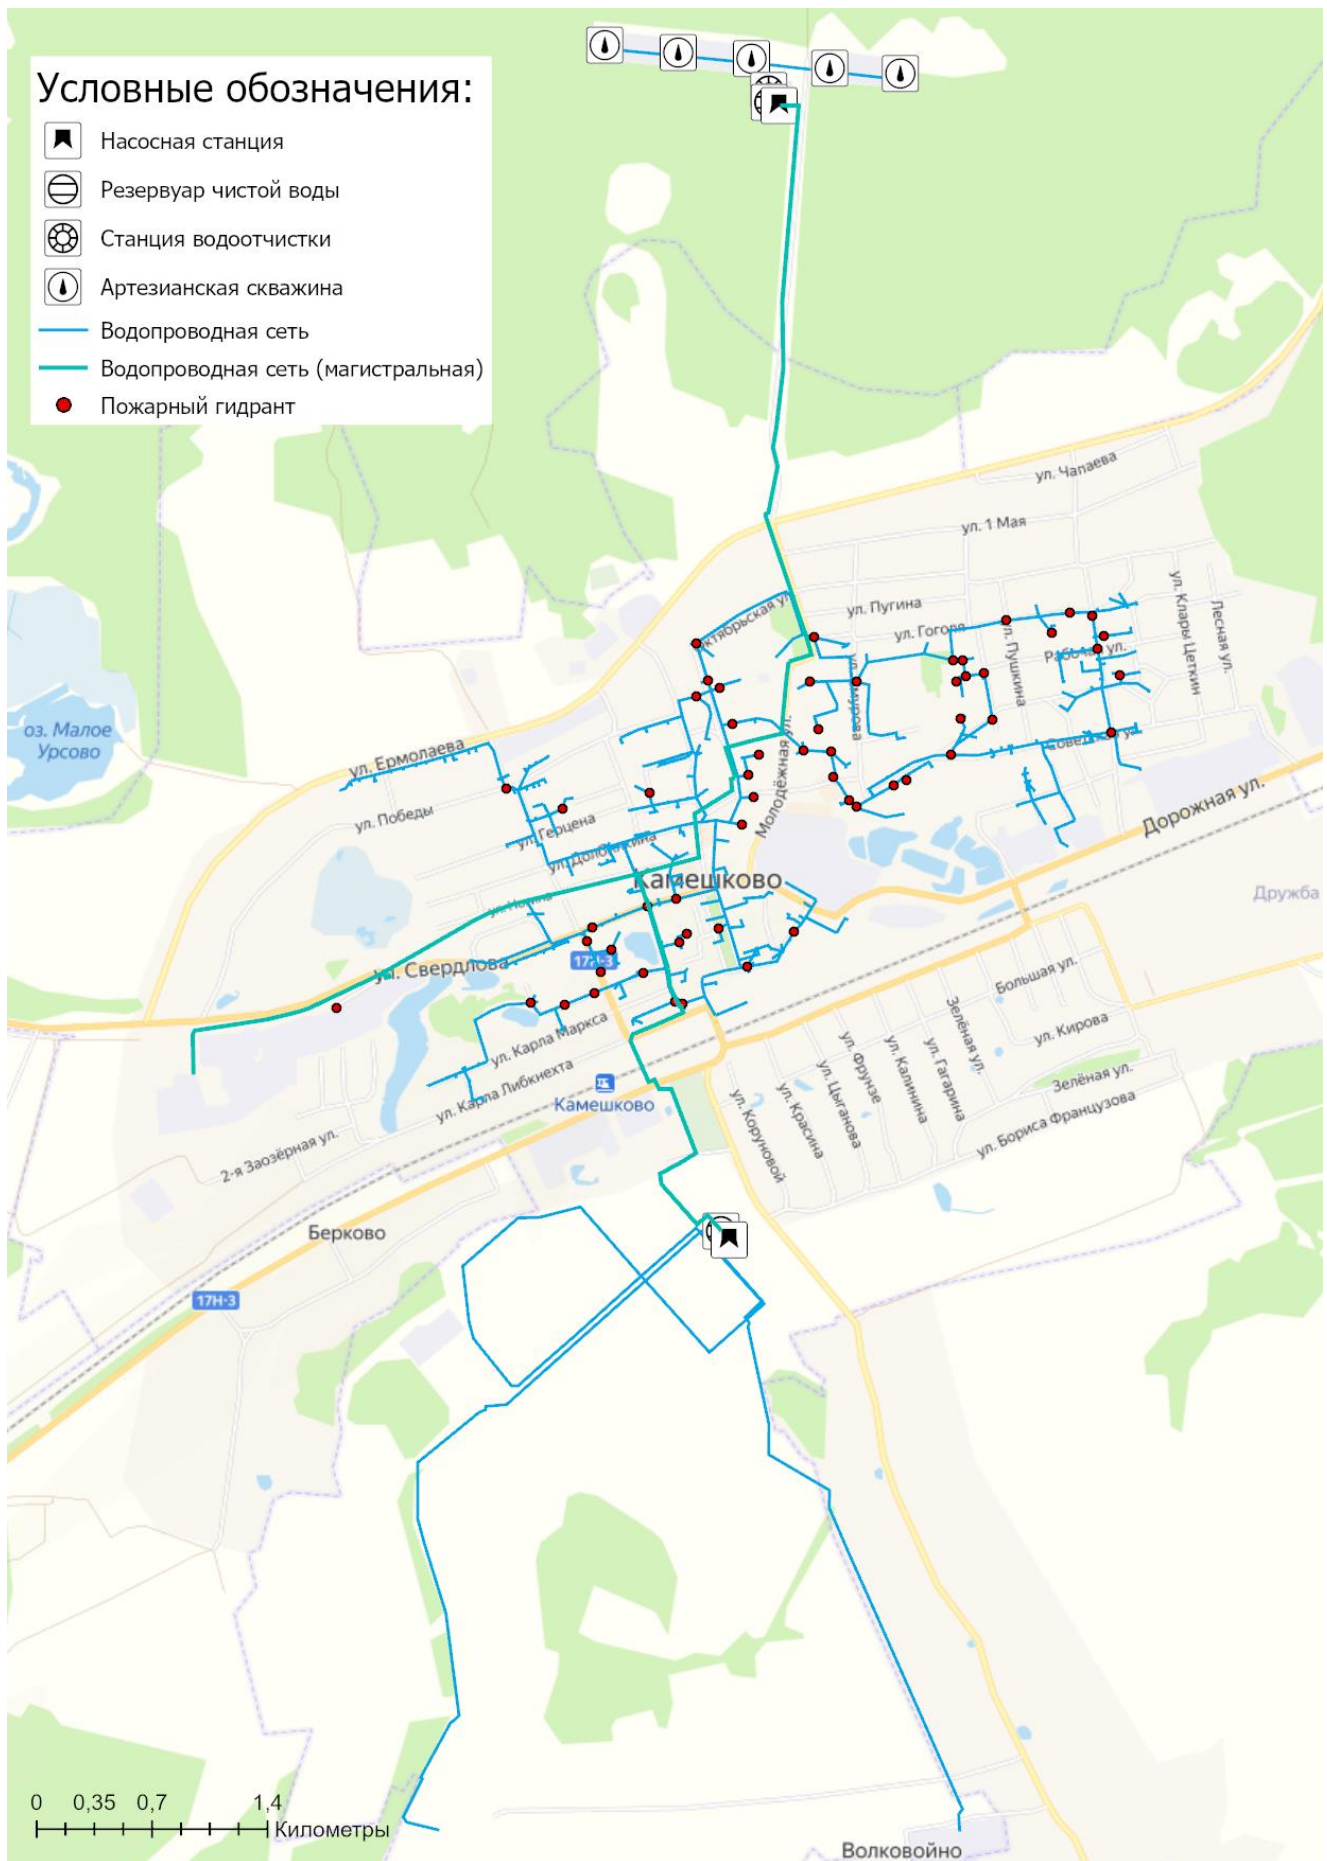 Условные обозначения:
Насосная станция
Резервуар чистой воды
Станция водоотчистки
Артезианская скважина
Водопроводная сеть
Водопроводная сеть (магистральная)
Пожарный гидрант
ул. Чапаева
ул. 1 Мая
ул. Пугина
ул. Гоголя
ул. Клары Цеткин
Лесная ул.
ул. Пушкина
оз. Малое
Урсово
ул. Ермолаева
Молодёжная ул.
ул. Победы
ул. Герцена
Дорожная ул.
Камешково
Дружба
ул. Свердлова
17Н-3
Большая ул.
Зелёная ул.
ул. Кирова
ул. Карла Маркса
ул. Карла Либкнехта
Камешково
ул. Фрунзе
ул. Калинина
ул. Гагарина
ул. Цыганова
ул. Красина
ул. Коруновой
Зелёная ул.
ул. Бориса Французова
2-я Заозёрная ул.
Берково
17Н-3
0 0,35 0,7 1,4
Километры
Волковойно